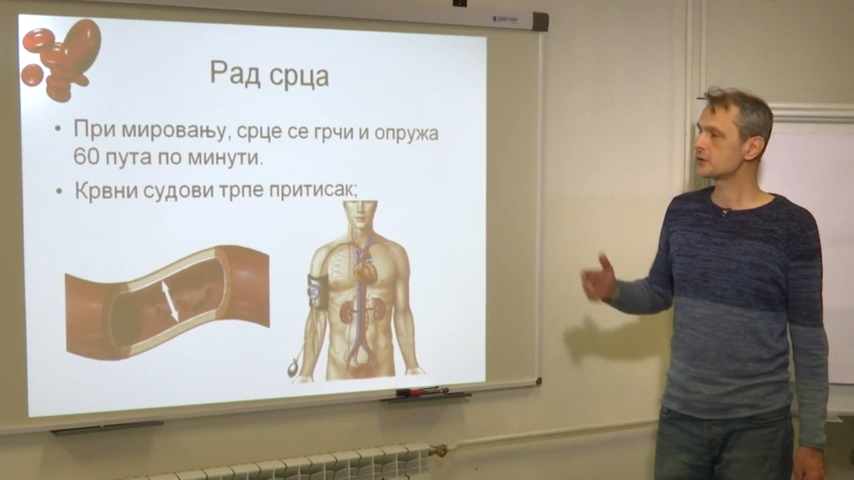 Рад срца
• При мировању, срце се грчи и опружа
60 пута по минути.
• Крвни судови трпе притисак;